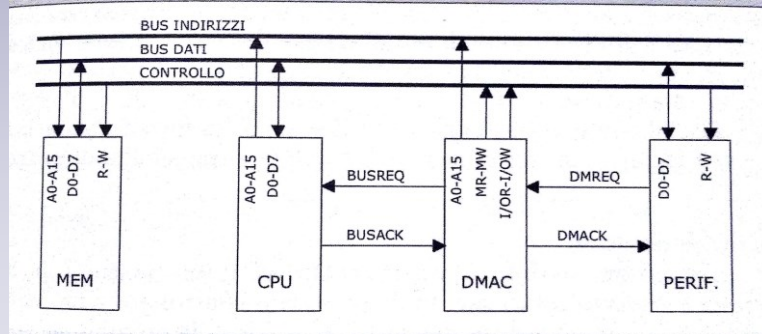 BUS INDIRIZZI
BUS DATI
CONTROLLO
A0-A15
D0-D7
R-W
MEM
A0-A15
D0-D7
CPU
BUSREQ
BUSACK
A0-A15
MR-MW
I/OR-I/OW
DMAC
DMREQ
DMACK
D0-D7
R-W
PERIF.